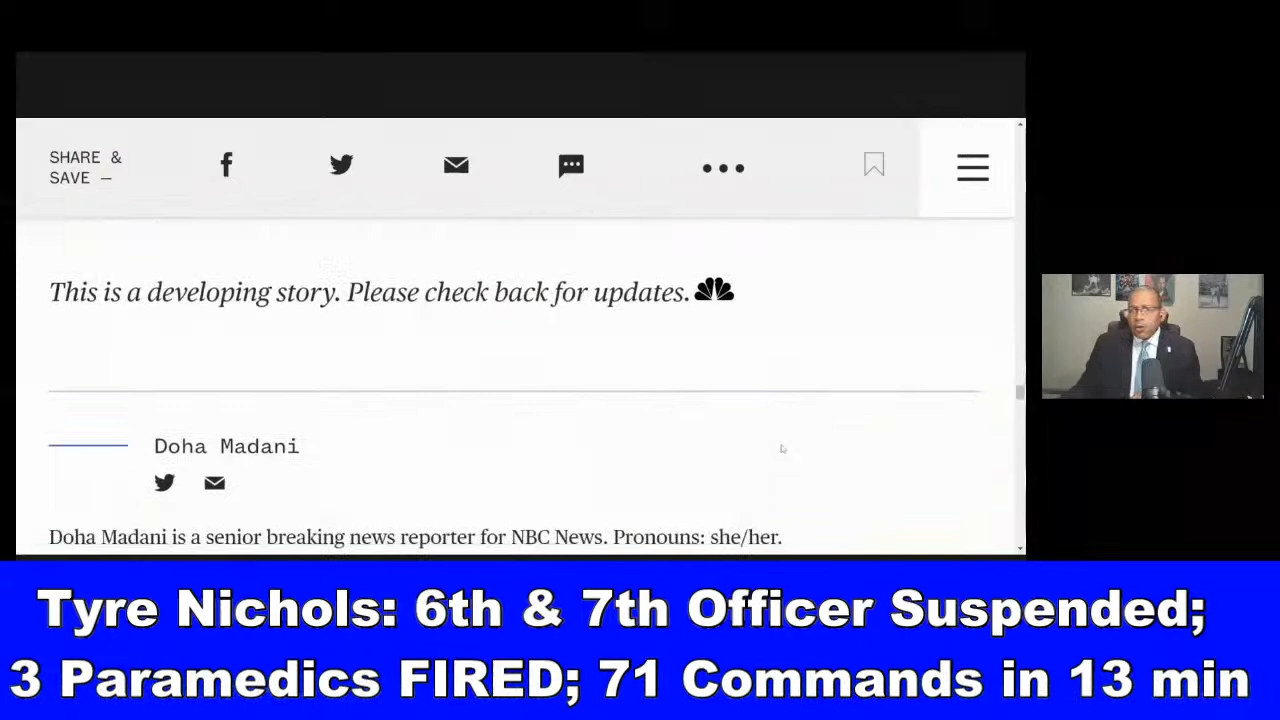 SHARE &
SAVE —
This is a developing story. Please check back for updates.
Doha Madani
Doha Madani is a senior breaking news reporter for NBC News. Pronouns: she/her.
Tyre Nichols: 6th & 7th Officer Suspended;
3 Paramedics FIRED; 71 Commands in 13 min